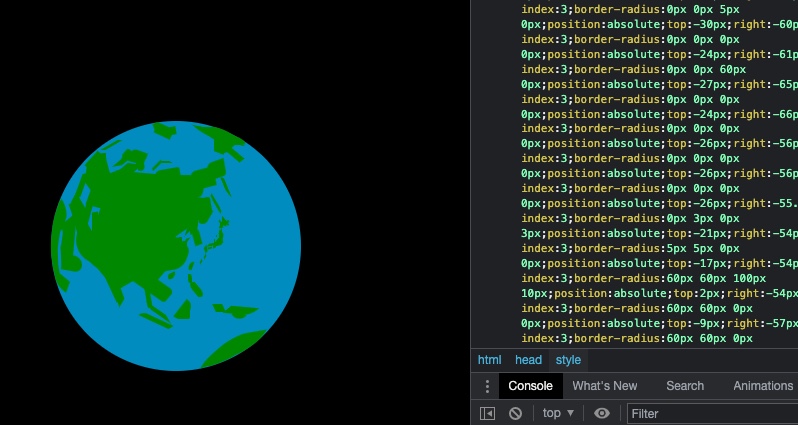 index:3;border-radius:0px 0px 5px
0px;position:absolute;top:-30px;right:-60p
index:3;border-radius:0px 0px 0px
0px;position:absolute;top:-24px;right:-61p
index:3;border-radius:0px 0px 60px
0px;position:absolute;top:-27px;right:-65p
index:3;border-radius:0px 0px 0px
0px;position:absolute;top:-24px;right:-66p
index:3;border-radius:0px 0px 0px
0px;position:absolute;top:-26px;right:-56p
index:3;border-radius:0px 0px 0px
0px;position:absolute;top:-26px;right:-56p
index:3;border-radius:0px 0px 0px
0px;position:absolute;top:-26px;right:-55.
index:3;border-radius:0px 3px 0px
3px;position:absolute;top:-21px;right:-54p
index:3;border-radius:5px 5px 0px
0px;position:absolute;top:-17px;right:-54p
index:3;border-radius:60px 60px 100px
10px;position:absolute;top:2px;right:-54px
index:3;border-radius:60px 60px 0px
0px;position:absolute;top:-9px;right:-57px
index:3;border-radius:60px 60px 0px
html head style
Console What's New Search Animations
top Filter